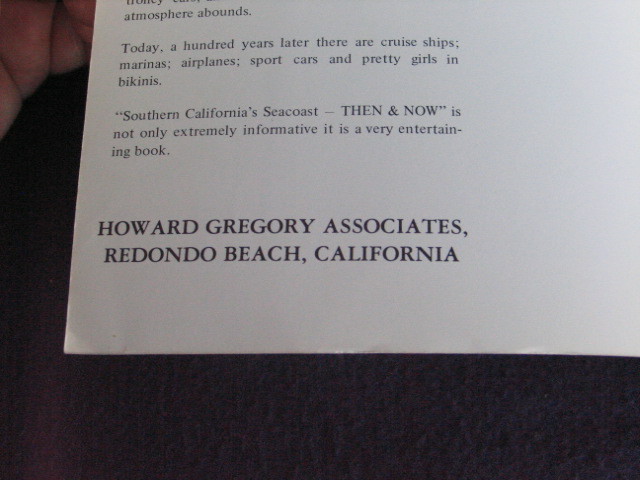 atmosphere abounds.
Today, a hundred years later there are cruise ships;
marinas; airplanes; sport cars and pretty girls in
bikinis.
"Southern California's Seacoast — THEN & NOW" is
not only extremely informative it is a very entertain-
ing book.
HOWARD GREGORY ASSOCIATES,
REDONDO BEACH, CALIFORNIA